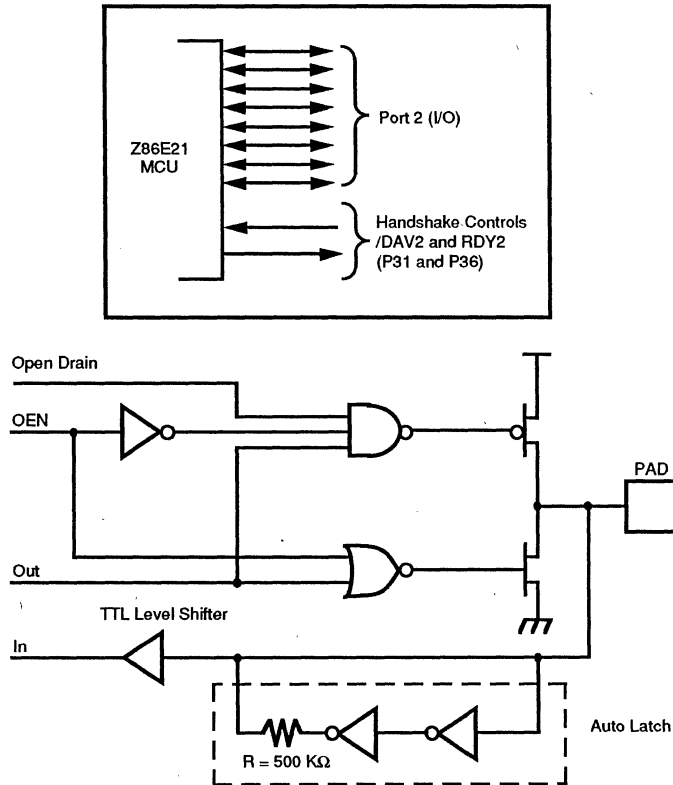 Z86E21
MCU
Port 2 (I/O)
Handshake Controls
/DAV2 and RDY2
(P31 and P36)
Open Drain
OEN
PAD
Out
TTL Level Shifter
In
Auto Latch
R = 500 KΩ